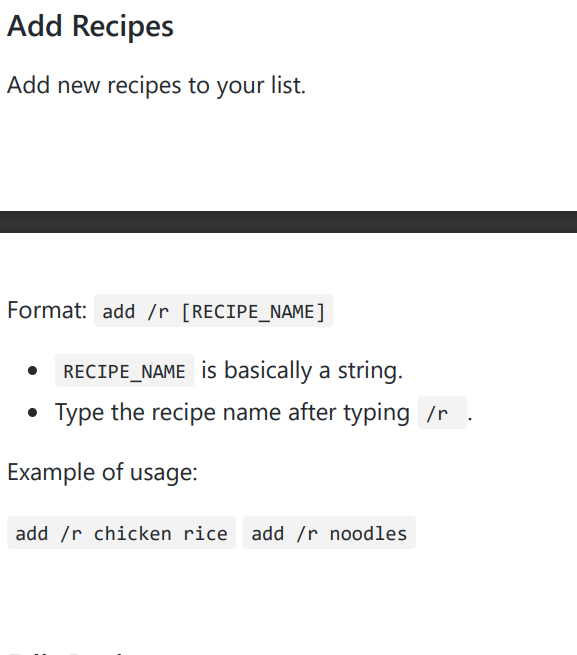 Add Recipes
Add new recipes to your list.
Format: add /r [RECIPE_NAME]
RECIPE_NAME is basically a string.
Type the recipe name after typing /r .
Example of usage:
add /r chicken rice add /r noodles